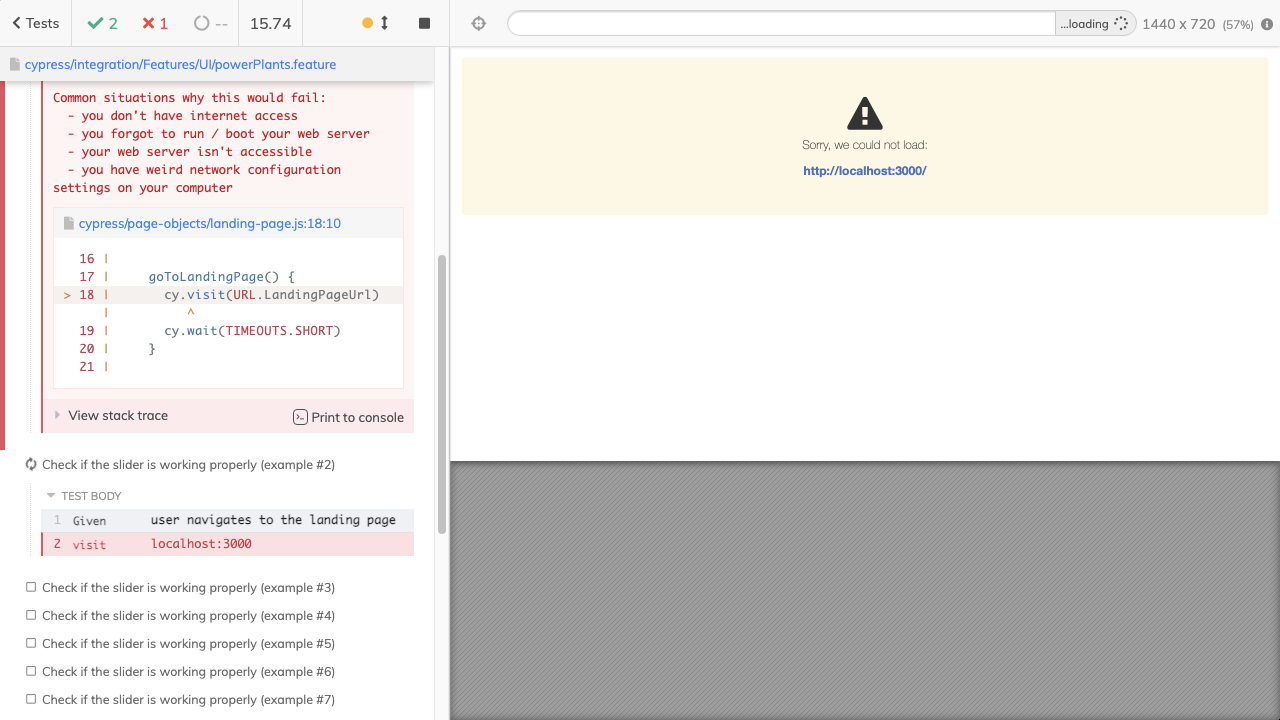 Tests
2
1
--
15.74
...loading
1440 x 720 (57%)
cypress/integration/Features/UI/powerPlants.feature
Common situations why this would fail:
- you don't have internet access
- you forgot to run / boot your web server
- your web server isn't accessible
- you have weird network configuration
settings on your computer
cypress/page-objects/landing-page.js:18:10
16 |
17 | goToLandingPage() {
> 18 | cy.visit(URL.LandingPageUrl)
| ^
19 | cy.wait(TIMEOUTS.SHORT)
20 | }
21 |
View stack trace
Print to console
Check if the slider is working properly (example #2)
TEST BODY
1 Given user navigates to the landing page
2 visit localhost:3000
Check if the slider is working properly (example #3)
Check if the slider is working properly (example #4)
Check if the slider is working properly (example #5)
Check if the slider is working properly (example #6)
Check if the slider is working properly (example #7)
Sorry, we could not load:
http://localhost:3000/